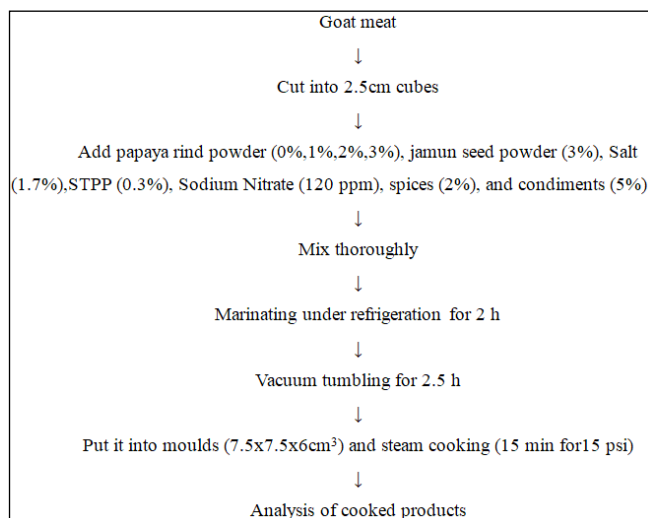 Goat meat
↓
Cut into 2.5cm cubes
↓
Add papaya rind powder (0%,1%,2%,3%), jamun seed powder (3%), Salt
(1.7%),STPP (0.3%), Sodium Nitrate (120 ppm), spices (2%), and condiments (5%)
↓
Mix thoroughly
↓
Marinating under refrigeration for 2 h
↓
Vacuum tumbling for 2.5 h
↓
Put it into moulds (7.5x7.5x6cm³) and steam cooking (15 min for15 psi)
↓
Analysis of cooked products